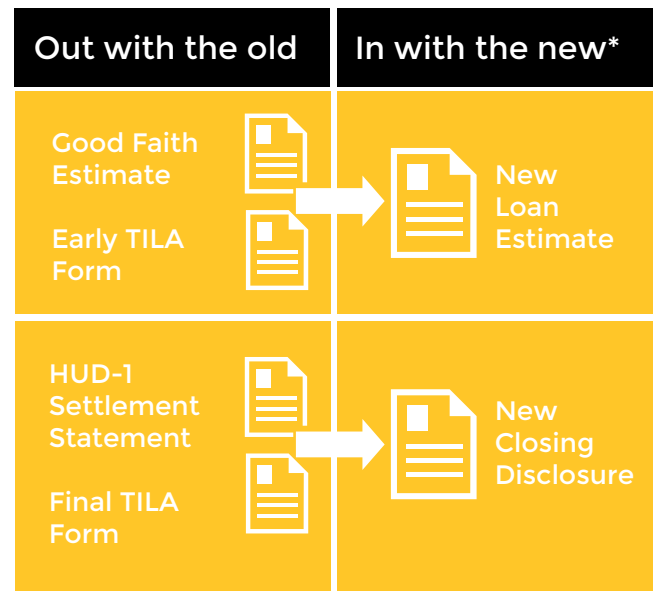 Out with the old
In with the new*
Good Faith
Estimate
Early TILA
Form
New
Loan
Estimate
HUD-1
Settlement
Statement
Final TILA
Form
New
Closing
Disclosure